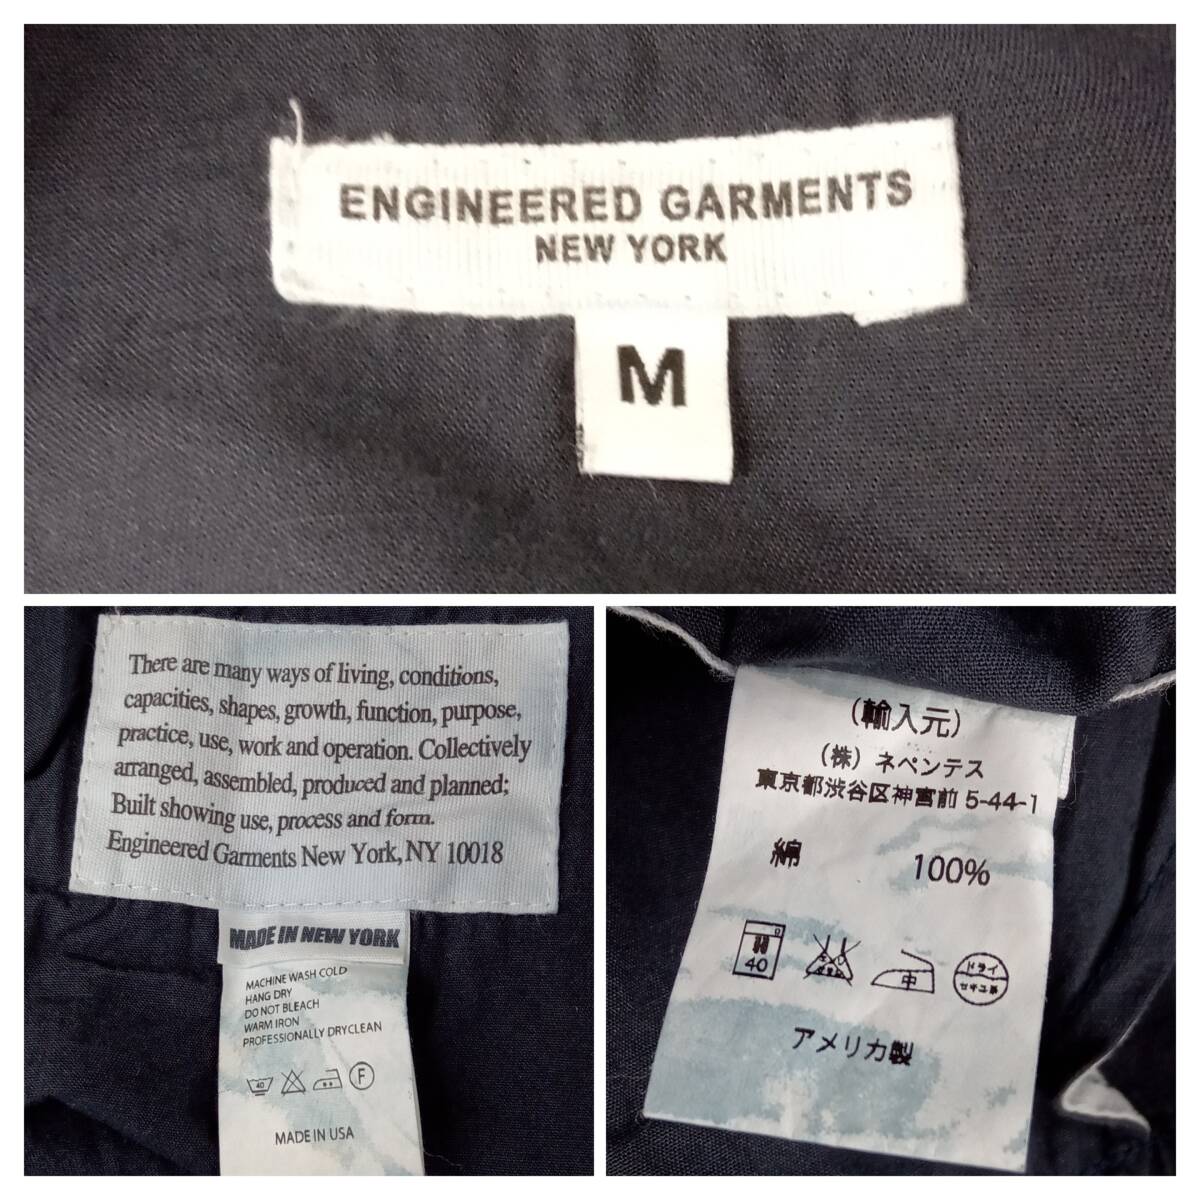 ENGINEERED GARMENTS
NEW YORK
M
There are many ways of living, conditions,
capacities, shapes, growth, function, purpose,
practice, use, work and operation. Collectively
arranged, assembled, produced and planned;
Built showing use, process and form.
Engineered Garments New York, NY 10018
MADE IN NEW YORK
MACHINE WASH COLD
HANG DRY
DO NOT BLEACH
WARM IRON
PROFESSIONALLY DRYCLEAN
40
F
MADE IN USA
(輸入元)
(株) ネペンテス
東京都渋谷区神宮前 5-44-1
綿 100%
40
中
ドライ
セキユ系
アメリカ製